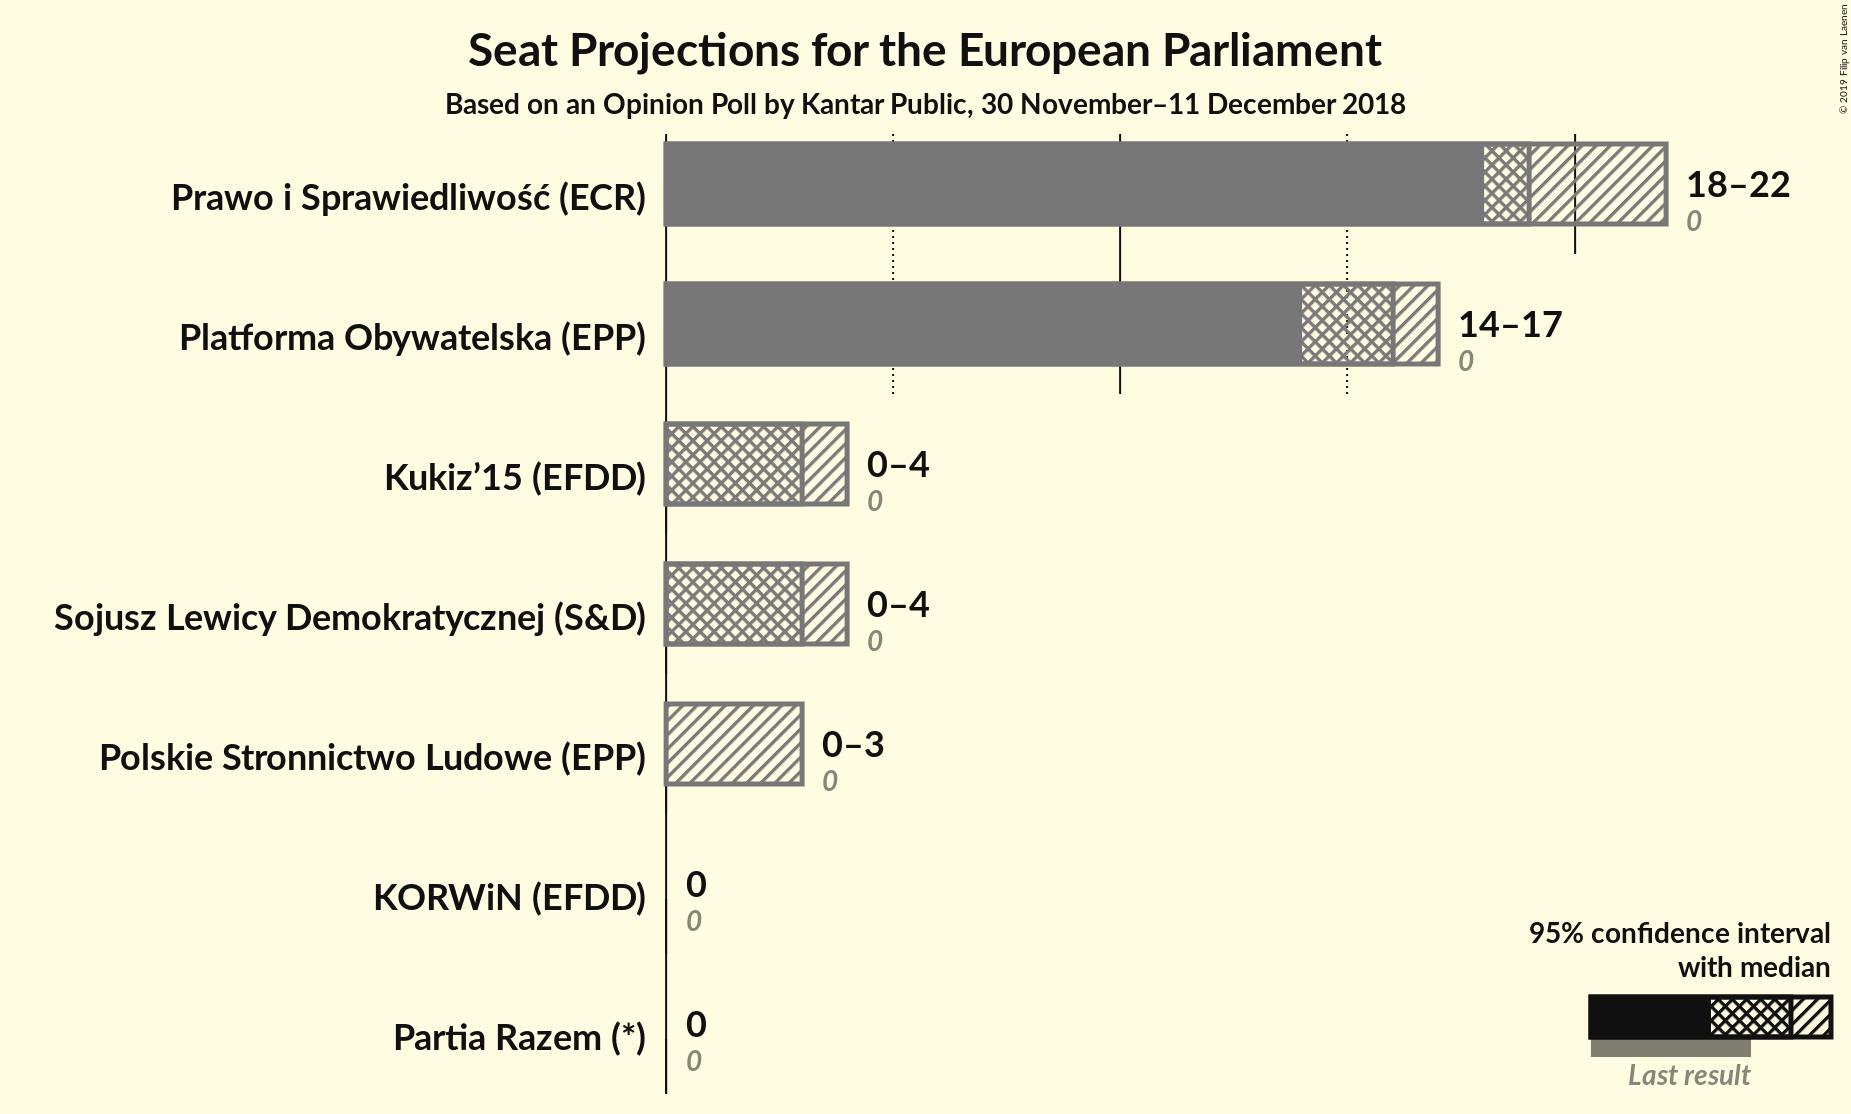 Seat Projections for the European Parliament
Based on an Opinion Poll by Kantar Public, 30 November–11 December 2018
© 2019 Filip van Laenen
Prawo i Sprawiedliwość (ECR)
18–22
0
Platforma Obywatelska (EPP)
14–17
0
Kukiz’15 (EFDD)
0–4
0
Sojusz Lewicy Demokratycznej (S&D)
0–4
0
Polskie Stronnictwo Ludowe (EPP)
0–3
0
KORWiN (EFDD)
0
0
Partia Razem (*)
0
0
95% confidence interval
with median
Last result